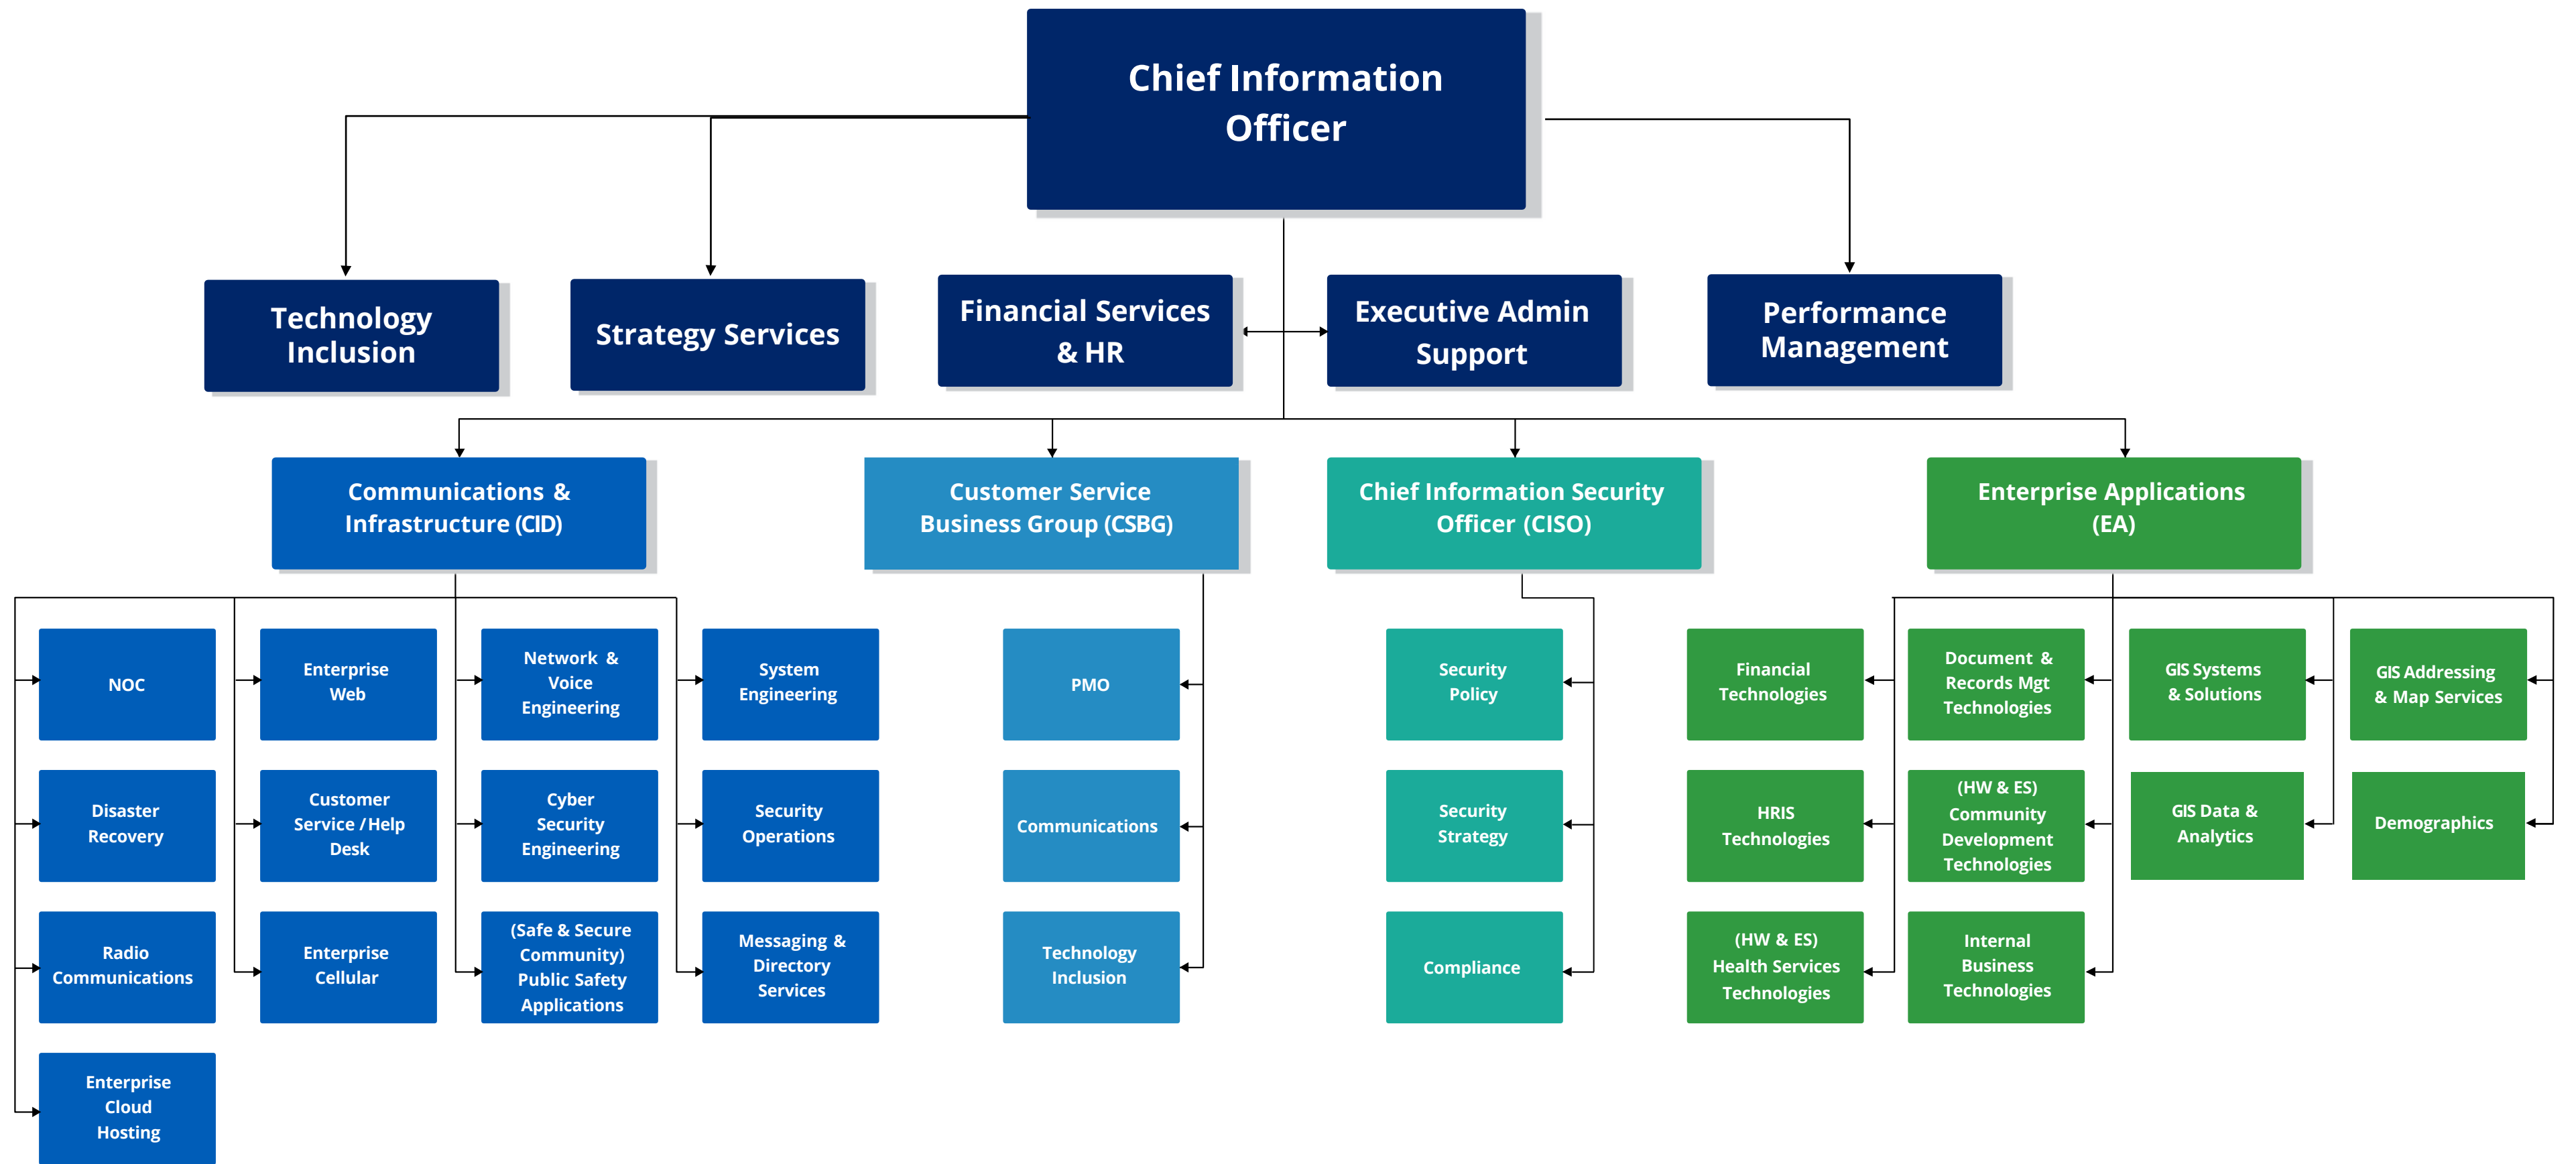 Chief Information
Officer
Technology
Inclusion
Strategy Services
Financial Services
& HR
Executive Admin
Support
Performance
Management
Communications &
Infrastructure (CID)
Customer Service
Business Group (CSBG)
Chief Information Security
Officer (CISO)
Enterprise Applications
(EA)
NOC
Enterprise
Web
Network &
Voice
Engineering
System
Engineering
PMO
Security
Policy
Financial
Technologies
Document &
Records Mgt
Technologies
GIS Systems
& Solutions
GIS Addressing
& Map Services
Disaster
Recovery
Customer
Service /Help
Desk
Cyber
Security
Engineering
Security
Operations
Communications
Security
Strategy
HRIS
Technologies
(HW & ES)
Community
Development
Technologies
GIS Data &
Analytics
Demographics
Radio
Communications
Enterprise
Cellular
(Safe & Secure
Community)
Public Safety
Applications
Messaging &
Directory
Services
Technology
Inclusion
Compliance
(HW & ES)
Health Services
Technologies
Internal
Business
Technologies
Enterprise
Cloud
Hosting